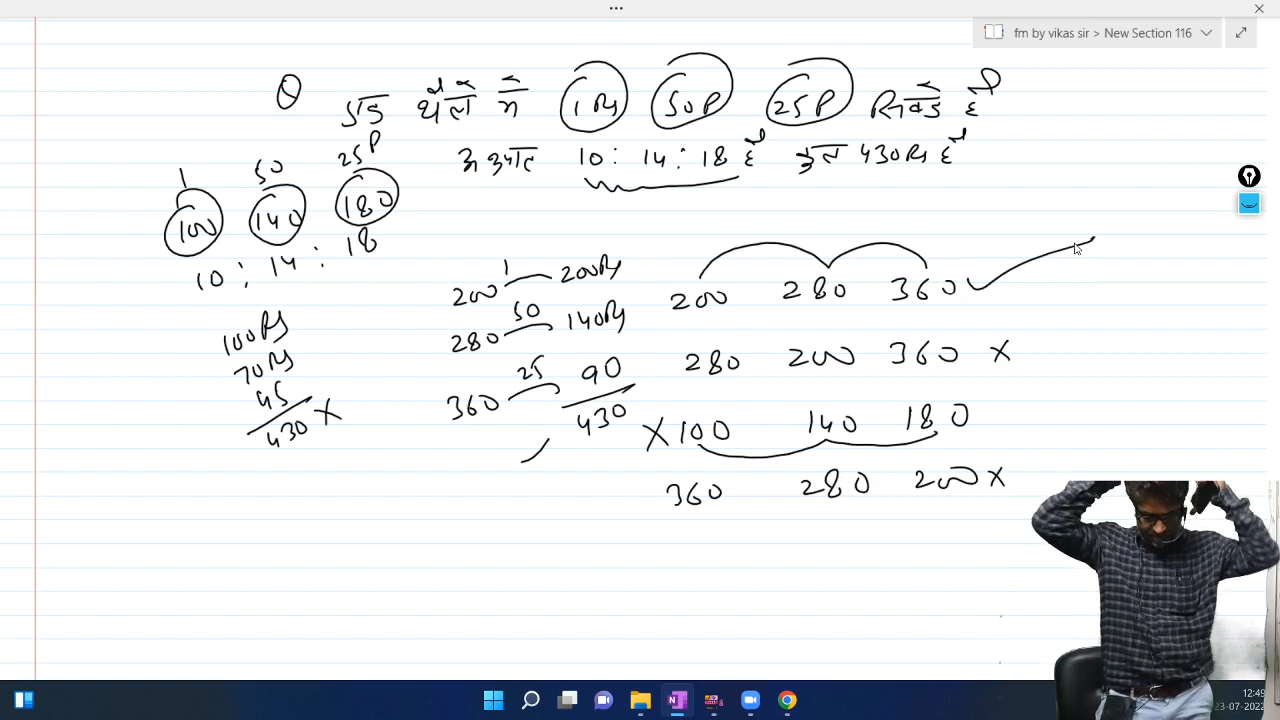 fm by vikas sir > New Section 116
Q एक थैले में 1Rs 50P 25P सिक्के हैं
अनुपात 10 : 14 : 18 है कुल 430Rs है
1 50 25P
100 140 180
10 : 14 : 18
100Rs
70Rs
45
430 X
200 1 200Rs
280 50 140Rs
360 25 90
430
200 280 360
280 200 360 X
X 100 140 180
360 280 200 X
12:49
23-07-2022